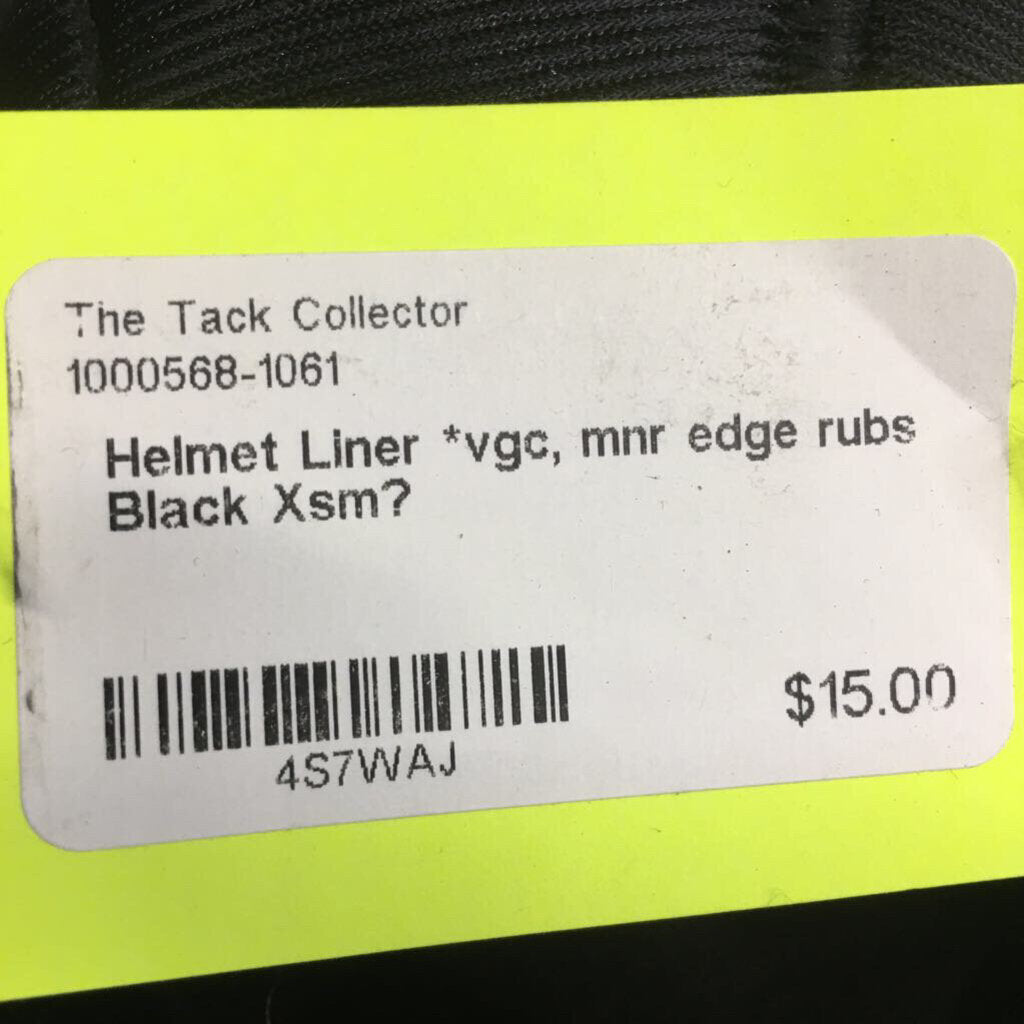 The Tack Collector
1000568-1061
Helmet Liner *vgc, mnr edge rubs
Black Xsm?
4S7WAJ
$15.00